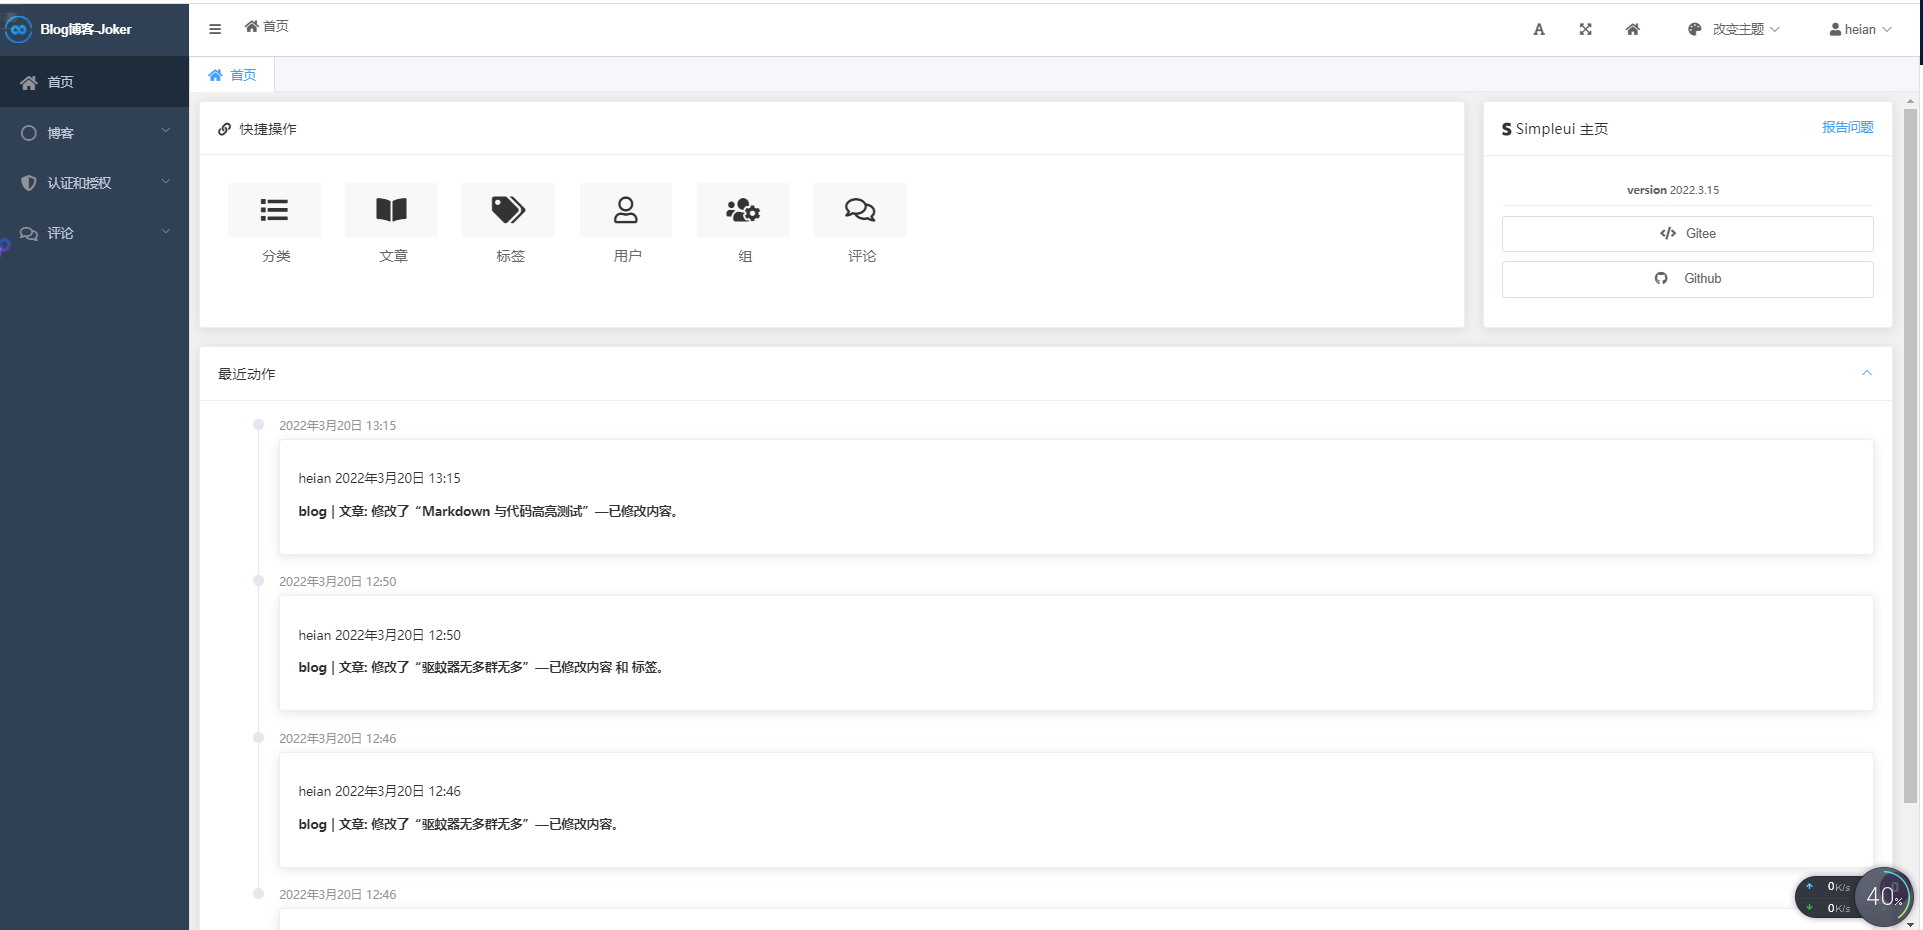 Blog博客-Joker
首页
改变主题
heian
首页
首页
博客
认证和授权
评论
快捷操作
分类
文章
标签
用户
组
评论
Simpleui 主页
报告问题
version 2022.3.15
Gitee
Github
最近动作
2022年3月20日 13:15
heian 2022年3月20日 13:15
blog | 文章: 修改了“Markdown 与代码高亮测试”—已修改内容。
2022年3月20日 12:50
heian 2022年3月20日 12:50
blog | 文章: 修改了“驱蚊器无多群无多”—已修改内容 和 标签。
2022年3月20日 12:46
heian 2022年3月20日 12:46
blog | 文章: 修改了“驱蚊器无多群无多”—已修改内容。
2022年3月20日 12:46
0K/s
0K/s
40%